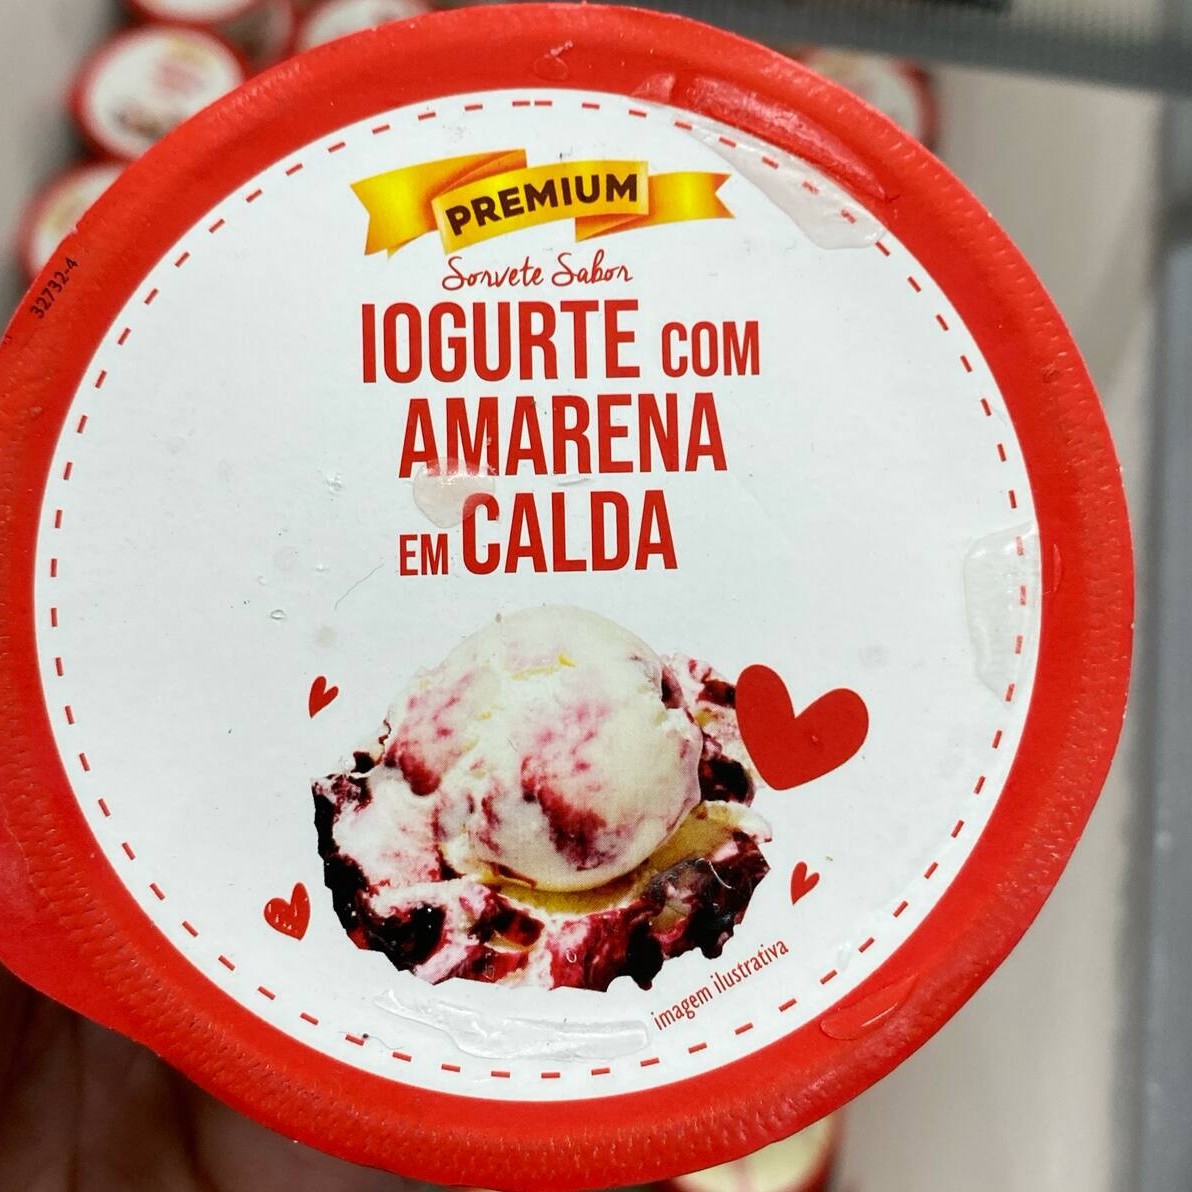 PREMIUM
Sorvete Sabor
IOGURTE COM
AMARENA
EM CALDA
imagem ilustrativa
32732-4